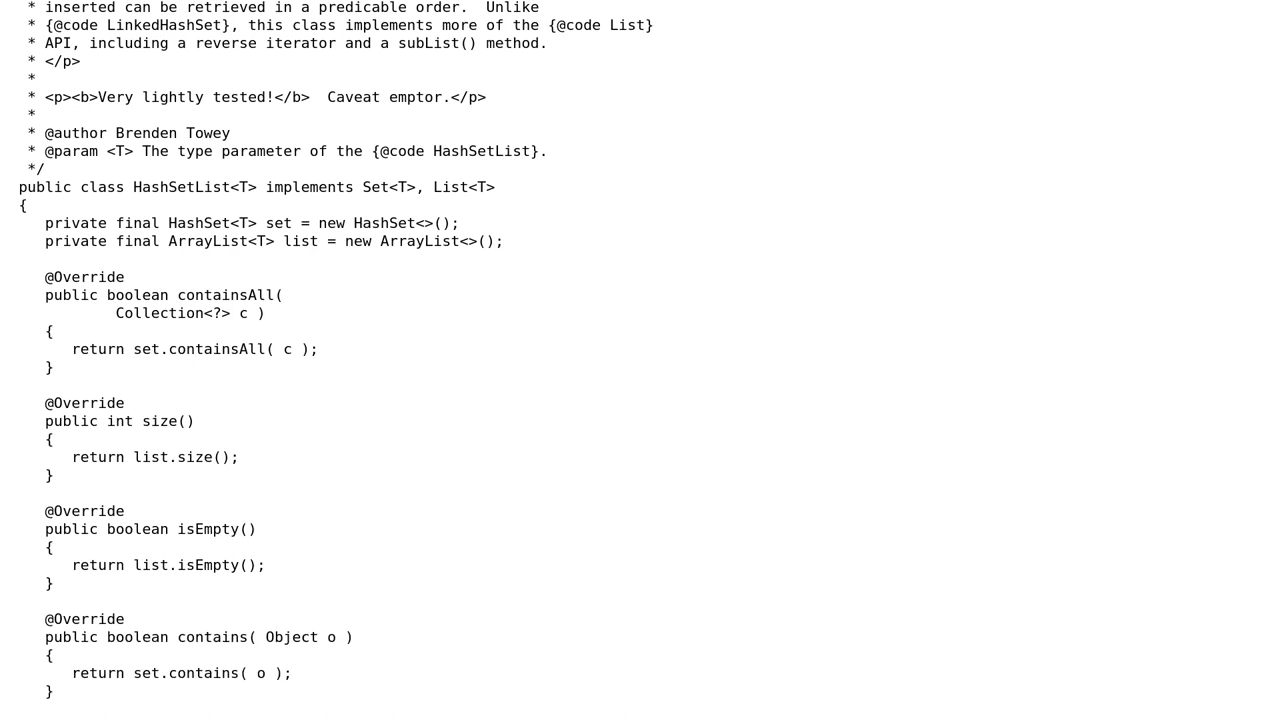 * inserted can be retrieved in a predicable order.  Unlike
 * {@code LinkedHashSet}, this class implements more of the {@code List}
 * API, including a reverse iterator and a subList() method.
 * </p>
 *
 * <p><b>Very lightly tested!</b>  Caveat emptor.</p>
 *
 * @author Brenden Towey
 * @param <T> The type parameter of the {@code HashSetList}.
 */
public class HashSetList<T> implements Set<T>, List<T>
{
   private final HashSet<T> set = new HashSet<>();
   private final ArrayList<T> list = new ArrayList<>();

   @Override
   public boolean containsAll(
           Collection<?> c )
   {
      return set.containsAll( c );
   }

   @Override
   public int size()
   {
      return list.size();
   }

   @Override
   public boolean isEmpty()
   {
      return list.isEmpty();
   }

   @Override
   public boolean contains( Object o )
   {
      return set.contains( o );
   }